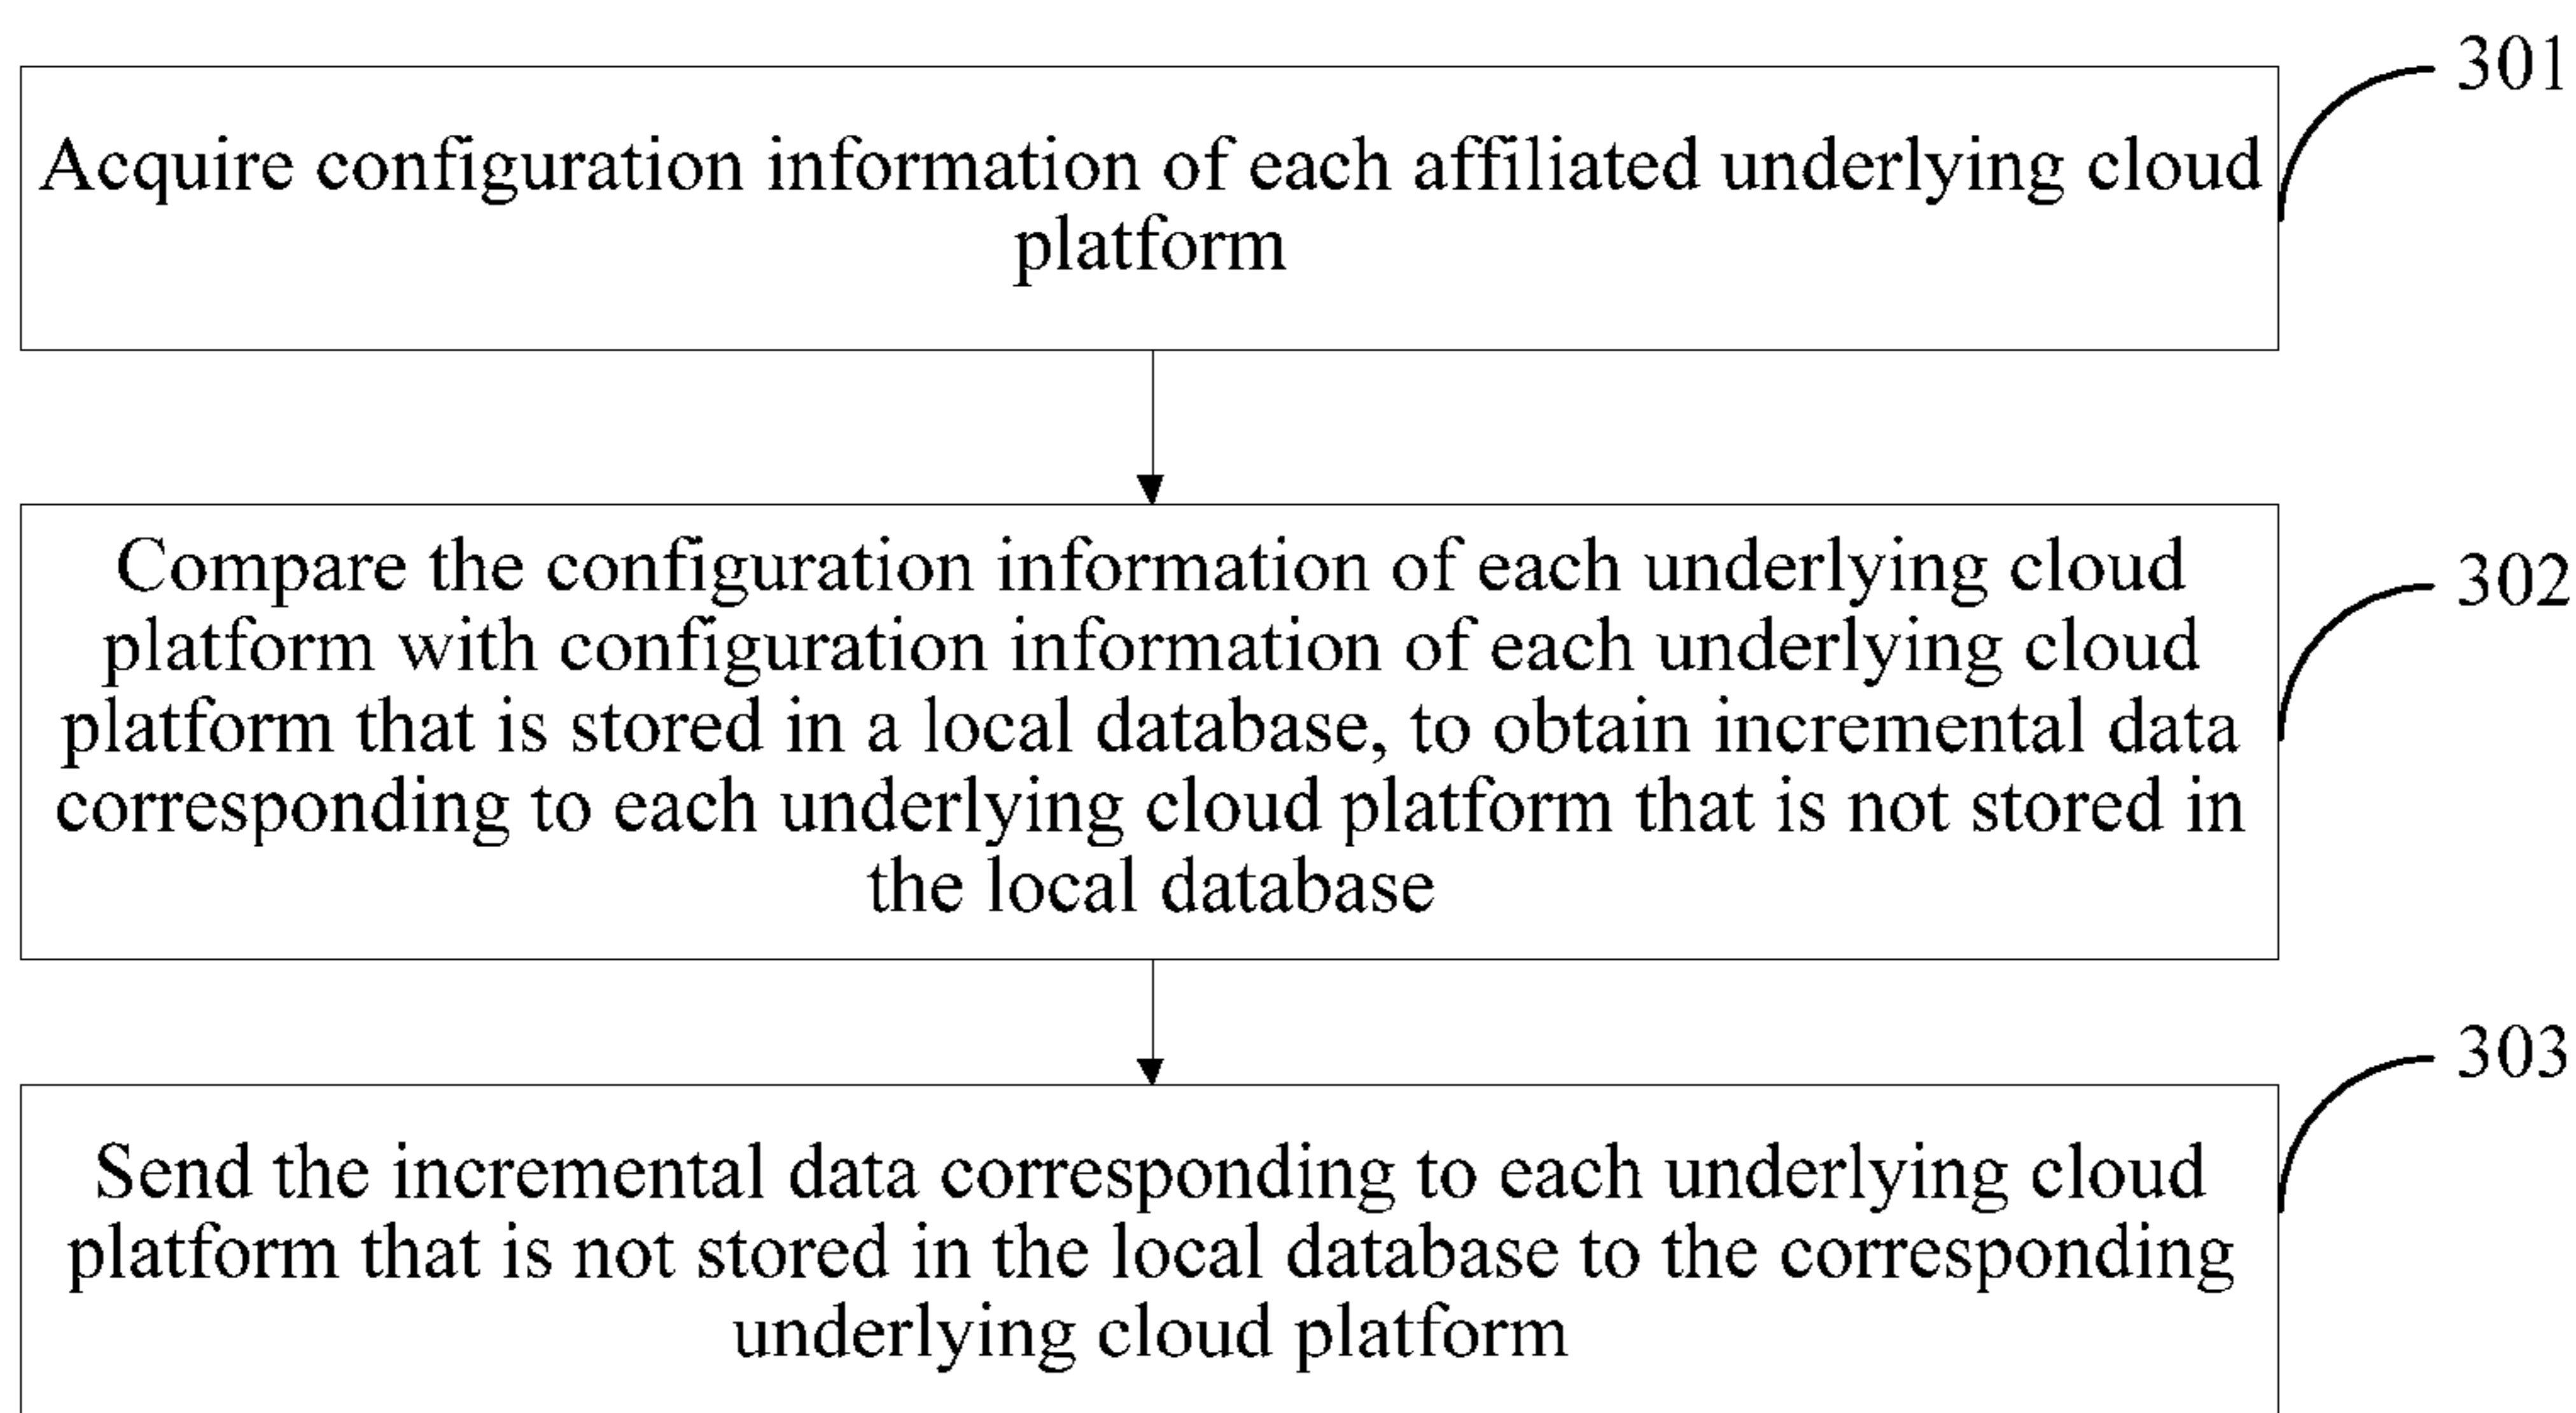 301
Acquire configuration information of each affiliated underlying cloud
platform
302
Compare the configuration information of each underlying cloud
platform with configuration information of each underlying cloud
platform that is stored in a local database, to obtain incremental data
corresponding to each underlying cloud platform that is not stored in
the local database
303
Send the incremental data corresponding to each underlying cloud
platform that is not stored in the local database to the corresponding
underlying cloud platform